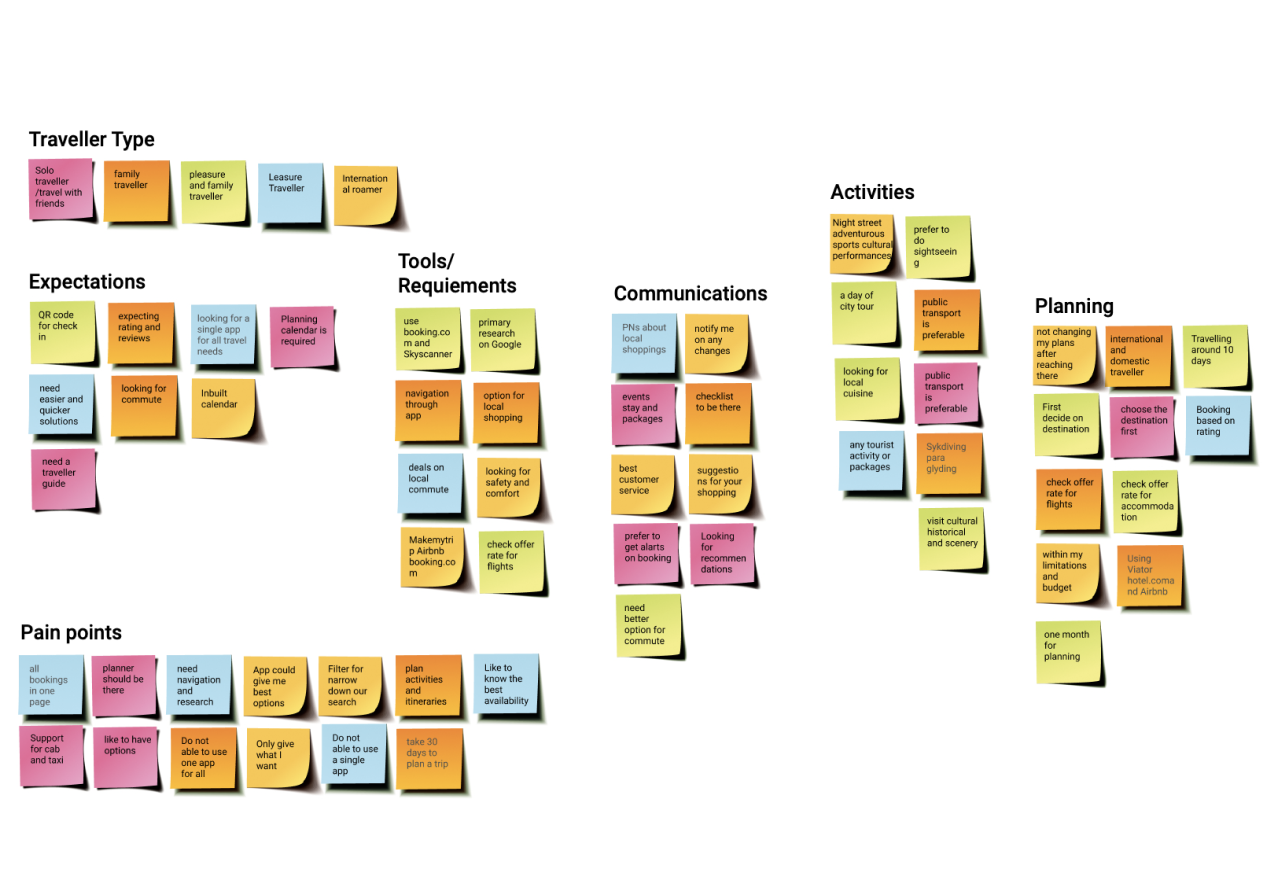 Traveller Type
Solo
traveller
/travel with
friends
family
traveller
pleasure
and family
traveller
Leasure
Traveller
Internation
al roamer
Expectations
QR code
for check
in
expecting
rating and
reviews
looking for a
single app
for all travel
needs
Planning
calendar is
required
need
easier and
quicker
solutions
looking for
commute
Inbuilt
calendar
need a
traveller
guide
Tools/
Requiements
use
booking.co
m and
Skyscanner
primary
research
on Google
navigation
through
app
option for
local
shopping
deals on
local
commute
looking for
safety and
comfort
Makemytri
p Airbnb
booking.co
m
check offer
rate for
flights
Communications
PNs about
local
shoppings
notify me
on any
changes
events
stay and
packages
checklist
to be there
best
customer
service
suggestio
ns for your
shopping
prefer to
get alarts
on booking
Looking
for
recommen
dations
need
better
option for
commute
Activities
Night street
adventurous
sports cultural
performances
prefer to
do
sightseein
g
a day of
city tour
public
transport
is
preferable
looking for
local
cuisine
public
transport
is
preferable
any tourist
activity or
packages
Sykdiving
para
glyding
visit cultural
historical
and scenery
Planning
not changing
my plans
after
reaching
there
international
and
domestic
traveller
Travelling
around 10
days
First
decide on
destination
choose the
destination
first
Booking
based on
rating
check offer
rate for
flights
check offer
rate for
accommoda
tion
within my
limitations
and
budget
Using
Viator
hotel.coma
nd Airbnb
one month
for
planning
Pain points
all
bookings
in one
page
planner
should be
there
need
navigation
and
research
App could
give me
best
options
Filter for
narrow
down our
search
plan
activities
and
itineraries
Like to
know the
best
availability
Support
for cab
and taxi
like to have
options
Do not
able to use
one app
for all
Only give
what I
want
Do not
able to use
a single
app
take 30
days to
plan a trip